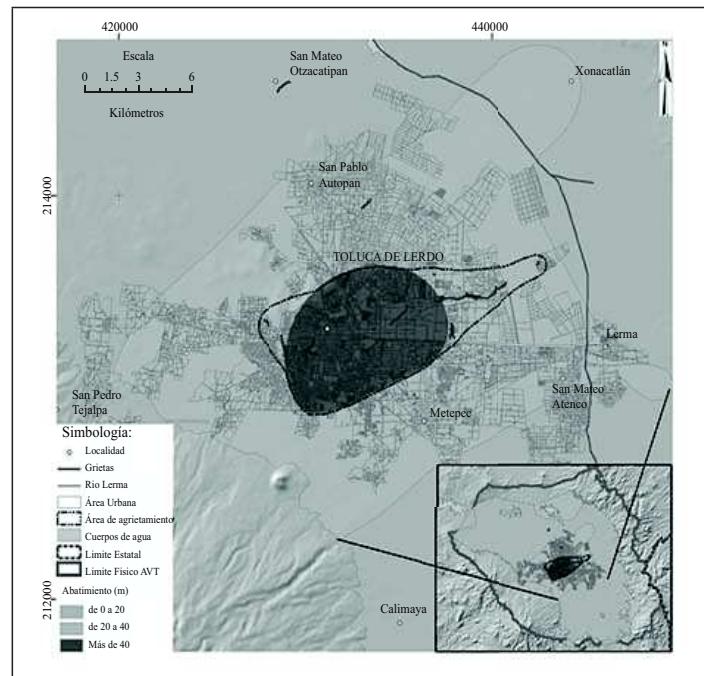 420000
440000
Escala
0 1.5 3 6
Kilómetros
San Mateo
Otzacatipan
Xonacatlán
N
214000
San Pablo
Autopan
TOLUCA DE LERDO
Lerma
San Pedro
Tejalpa
San Mateo
Atenco
Metepec
Simbología:
Localidad
Grietas
Rio Lerma
Área Urbana
Área de agrietamiento
Cuerpos de agua
Limite Estatal
Limite Fisico AVT
Abatimiento (m)
de 0 a 20
de 20 a 40
Más de 40
212000
Calimaya